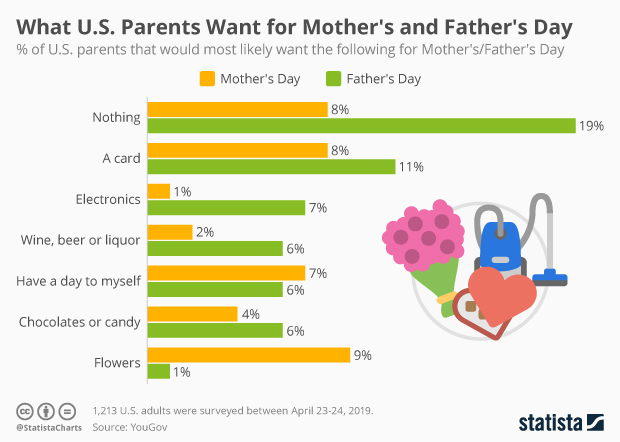 What U.S. Parents Want for Mother's and Father's Day
% of U.S. parents that would most likely want the following for Mother's/Father's Day
Mother's Day Father's Day
Nothing 8%
19%
A card 8%
11%
Electronics 1%
7%
Wine, beer or liquor 2%
6%
Have a day to myself 7%
6%
Chocolates or candy 4%
6%
Flowers 9%
1%
1,213 U.S. adults were surveyed between April 23-24, 2019.
@StatistaCharts Source: YouGov
statista